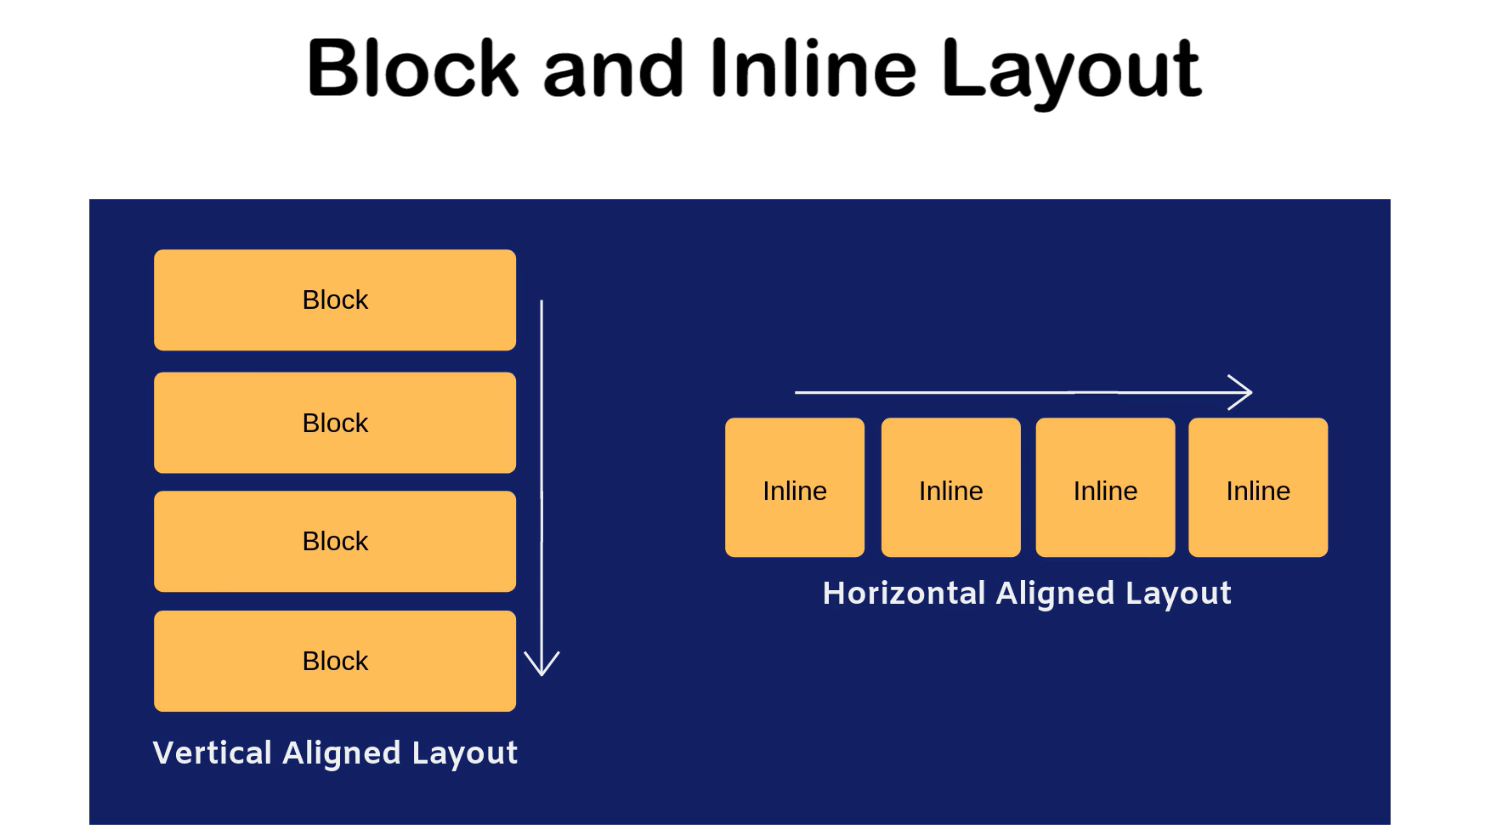 Block and Inline Layout
Block
Block
Block
Block
Vertical Aligned Layout
Inline Inline Inline Inline
Horizontal Aligned Layout